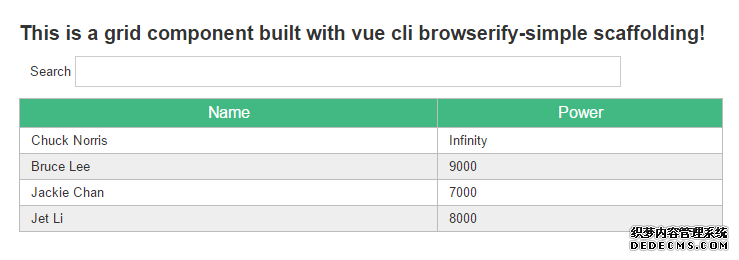 This is a grid component built with vue cli browserify-simple scaffolding!
Search
Name Power
Chuck Norris Infinity
Bruce Lee 9000
Jackie Chan 7000
Jet Li 8000
织梦内容管理系统
DEDECMS.COM